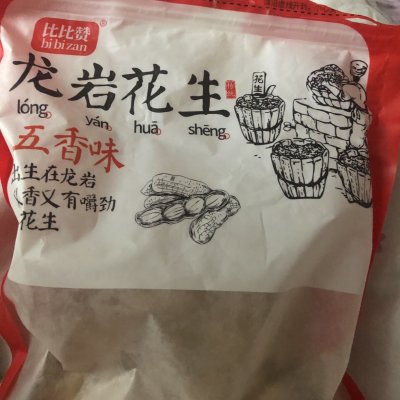 比比赞®
bi bi zan
龙岩花生
lóng yán huā shēng
五香味
出生在龙岩
又香又有嚼劲
花生
花生